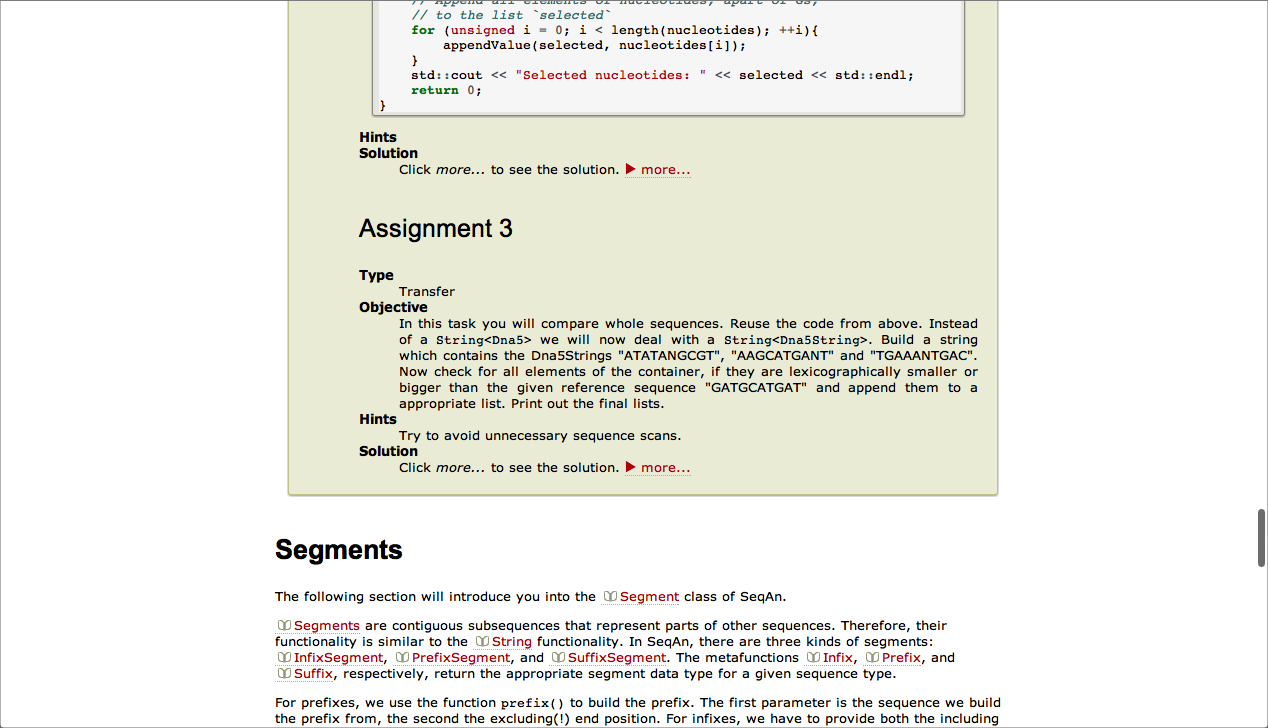 // Append all elements of nucleotides, apart of Gs,
// to the list `selected`
for (unsigned i = 0; i < length(nucleotides); ++i){
appendValue(selected, nucleotides[i]);
}
std::cout << "Selected nucleotides: " << selected << std::endl;
return 0;
}
Hints
Solution
Click more... to see the solution. ▶ more...
Assignment 3
Type
Transfer
Objective
In this task you will compare whole sequences. Reuse the code from above. Instead
of a String<Dna5> we will now deal with a String<Dna5String>. Build a string
which contains the Dna5Strings "ATATANGCGT", "AAGCATGANT" and "TGAAANTGAC".
Now check for all elements of the container, if they are lexicographically smaller or
bigger than the given reference sequence "GATGCATGAT" and append them to a
appropriate list. Print out the final lists.
Hints
Try to avoid unnecessary sequence scans.
Solution
Click more... to see the solution. ▶ more...
Segments
The following section will introduce you into the Segment class of SeqAn.
Segments are contiguous subsequences that represent parts of other sequences. Therefore, their
functionality is similar to the String functionality. In SeqAn, there are three kinds of segments:
InfixSegment, PrefixSegment, and SuffixSegment. The metafunctions Infix, Prefix, and
Suffix, respectively, return the appropriate segment data type for a given sequence type.
For prefixes, we use the function prefix() to build the prefix. The first parameter is the sequence we build
the prefix from, the second the excluding(!) end position. For infixes, we have to provide both the including